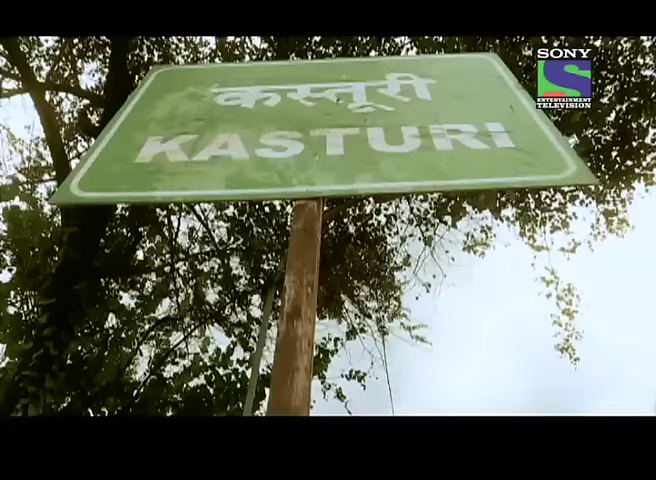 SONY
S
ENTERTAINMENT
TELEVISION
कस्तूरी
KASTURI